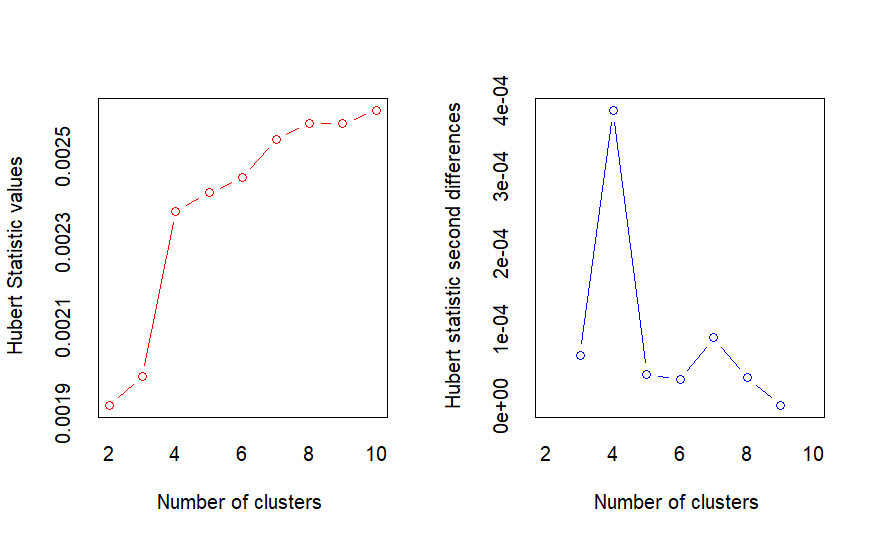 Hubert Statistic values
0.0019 0.0021 0.0023 0.0025
2 4 6 8 10
Number of clusters
Hubert statistic second differences
0e+00 1e-04 2e-04 3e-04 4e-04
2 4 6 8 10
Number of clusters